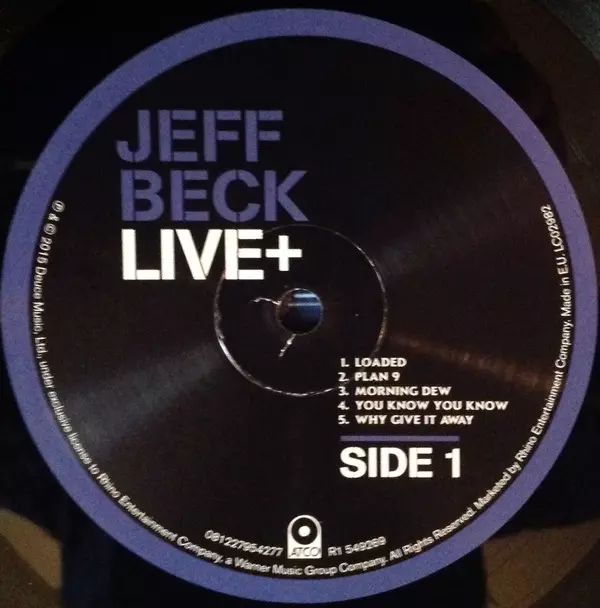 JEFF
BECK
LIVE+
1. LOADED
2. PLAN 9
3. MORNING DEW
4. YOU KNOW YOU KNOW
5. WHY GIVE IT AWAY
SIDE 1
081227954277
ATCO
R1 549269
℗ & © 2015 Deuce Music, Ltd. under exclusive license to Rhino Entertainment Company, a Warner Music Group Company. All Rights Reserved. Marketed by Rhino Entertainment Company. Made in E.U. LC02982